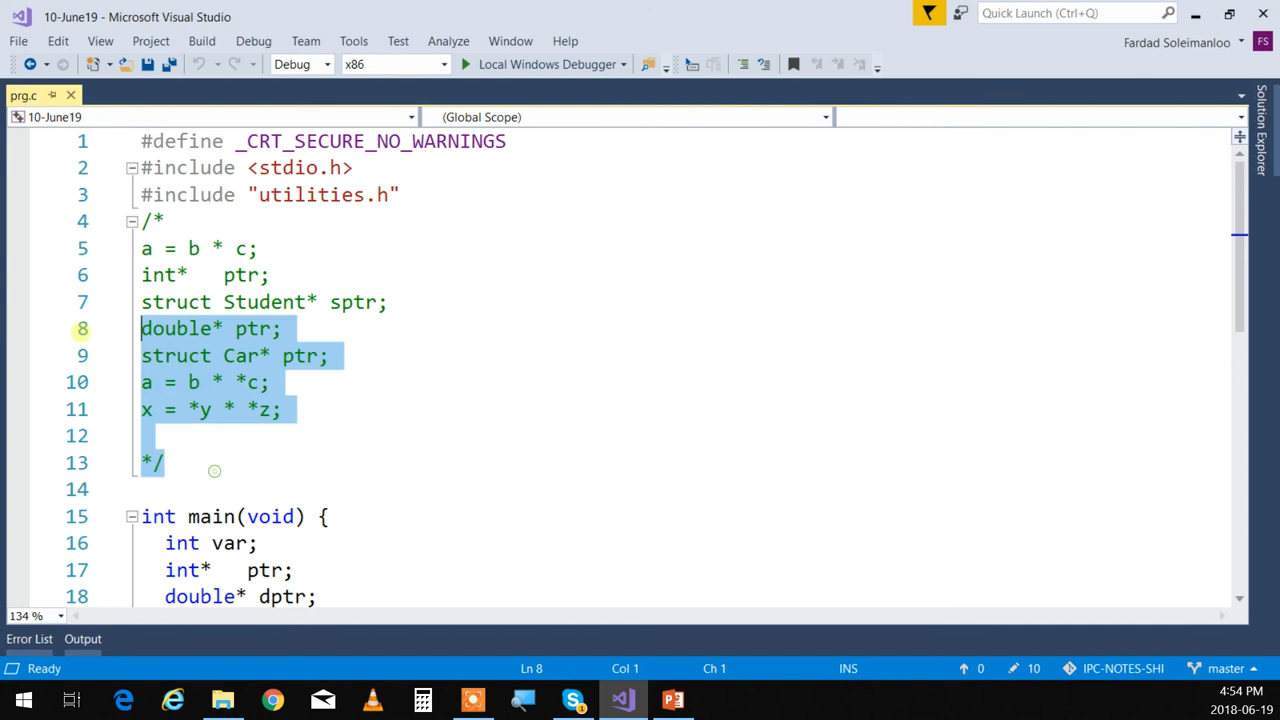 10-June19 - Microsoft Visual Studio
Quick Launch (Ctrl+Q)
File Edit View Project Build Debug Team Tools Test Analyze Window Help
Fardad Soleimanloo FS
Debug x86 Local Windows Debugger
prg.c
10-June19 (Global Scope)
Solution Explorer
1 #define _CRT_SECURE_NO_WARNINGS
2 #include <stdio.h>
3 #include "utilities.h"
4 /*
5 a = b * c;
6 int*   ptr;
7 struct Student* sptr;
8 double* ptr;
9 struct Car* ptr;
10 a = b * *c;
11 x = *y * *z;
12
13 */
14
15 int main(void) {
16   int var;
17   int*   ptr;
18   double* dptr;
134 %
Error List Output
Ready Ln 8 Col 1 Ch 1 INS 0 10 IPC-NOTES-SHI master
4:54 PM
2018-06-19